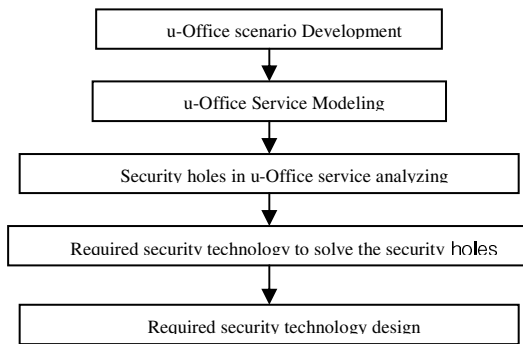 u-Office scenario Development
u-Office Service Modeling
Security holes in u-Office service analyzing
Required security technology to solve the security holes
Required security technology design